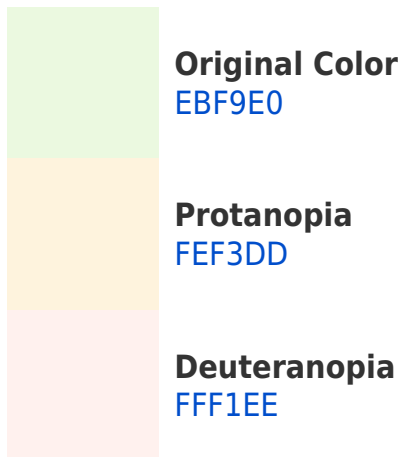 Original Color
EBF9E0
Protanopia
FEF3DD
Deuteranopia
FFF1EE